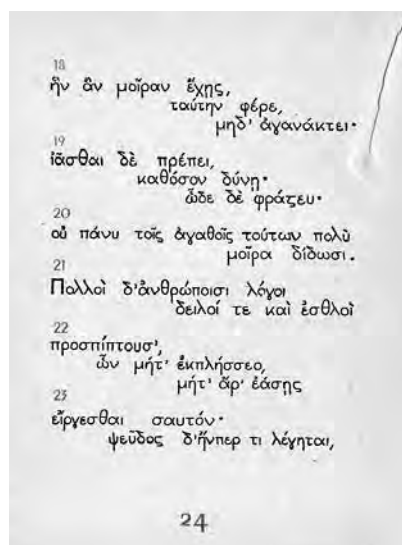 18
ἣν ἂν μοῖραν ἔχῃς,
ταύτην φέρε,
μηδ' ἀγανάκτει·
19
ἰᾶσθαι δὲ πρέπει,
καθόσον δύνῃ·
ὧδε δὲ φράζευ·
20
οὐ πάνυ τοῖς ἀγαθοῖς τούτων πολὺ
μοῖρα δίδωσι.
21
Πολλοὶ δ'ἀνθρώποισι λόγοι
δειλοί τε καὶ ἐσθλοὶ
22
προσπίπτουσ',
ὧν μήτ' ἐκπλήσσεο,
μήτ' ἄρ' ἐάσῃς
23
εἴργεσθαι σαυτόν·
ψεῦδος δ'ἤνπερ τι λέγηται,
24